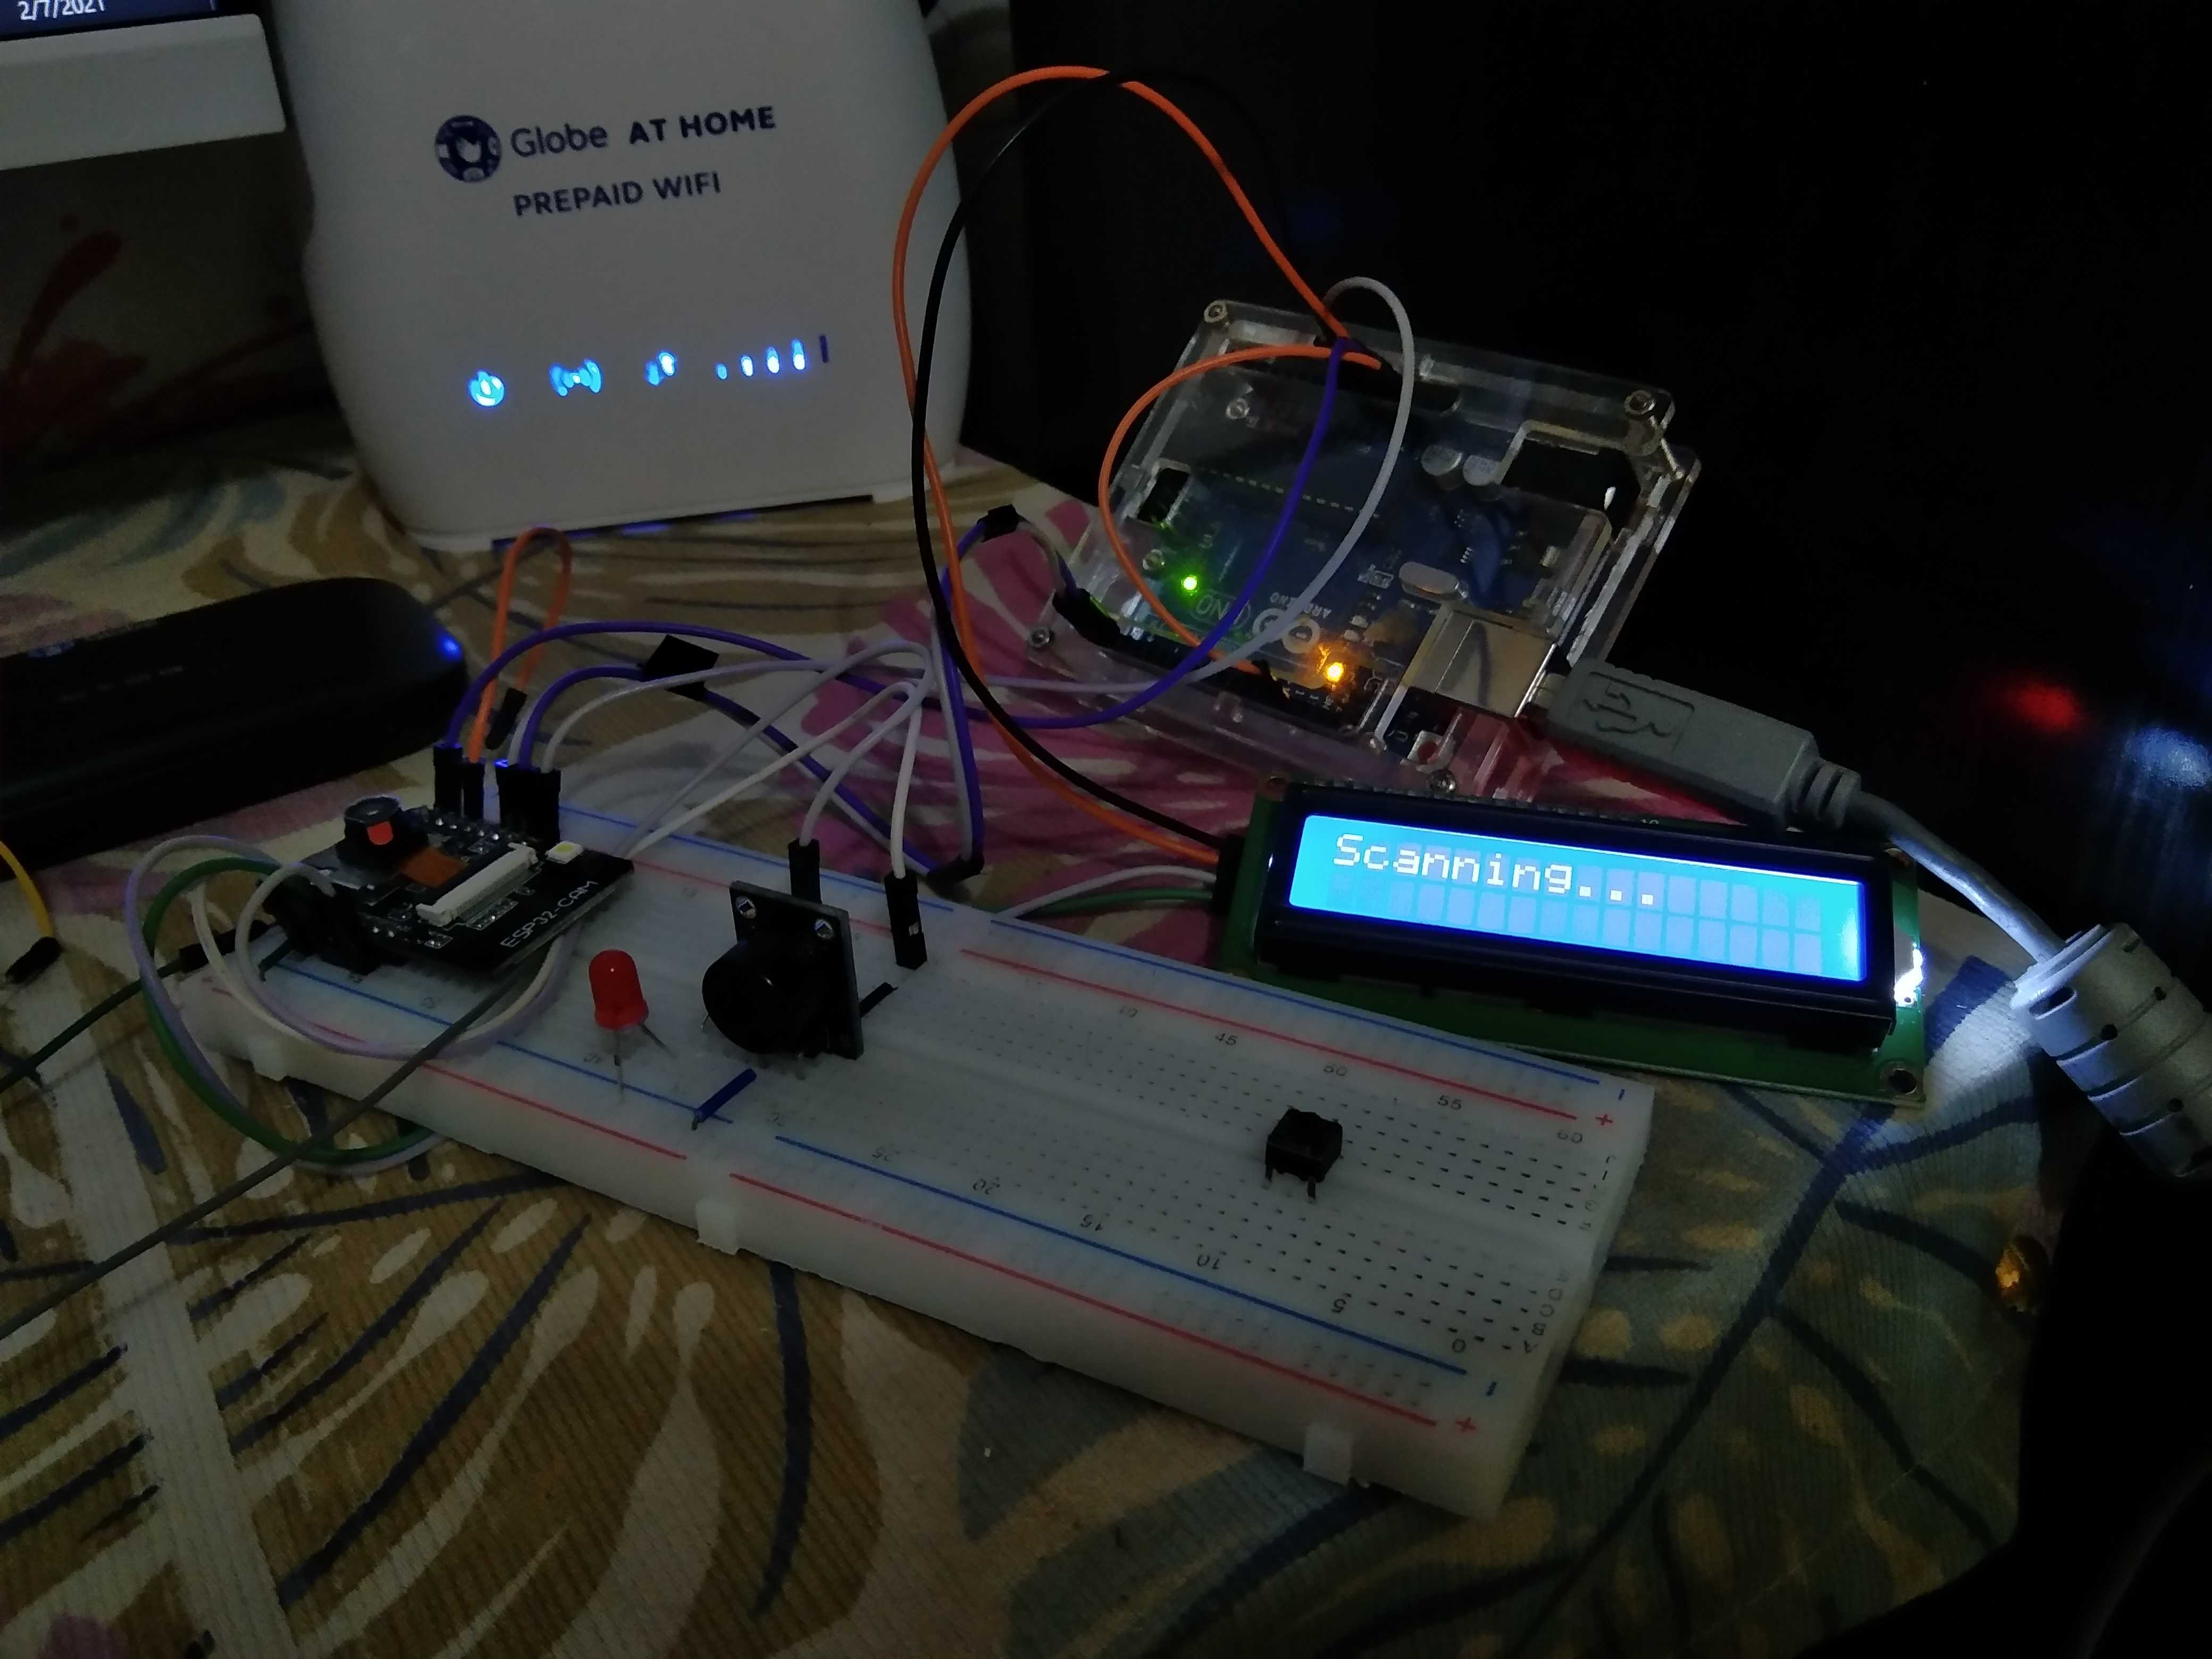 2/7/2021
Globe AT HOME
PREPAID WIFI
UNO
ARDUINO
Scanning...
ESP32-CAM
45
50
55
60
25
20
15
10
5
0